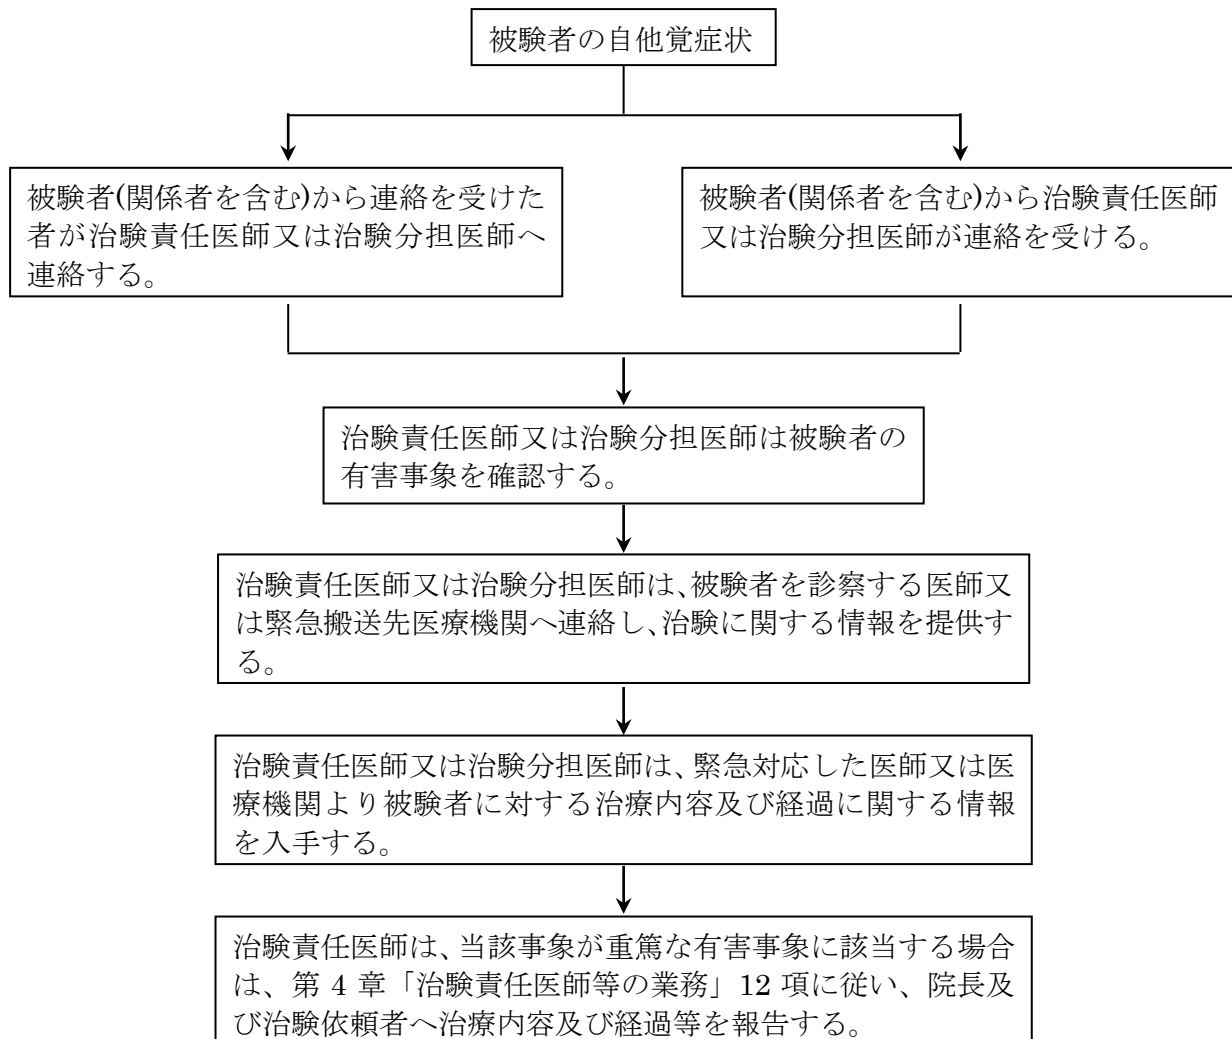 被験者の自他覚症状
被験者(関係者を含む)から連絡を受けた
者が治験責任医師又は治験分担医師へ
連絡する。
被験者(関係者を含む)から治験責任医師
又は治験分担医師が連絡を受ける。
治験責任医師又は治験分担医師は被験者の
有害事象を確認する。
治験責任医師又は治験分担医師は、被験者を診察する医師又
は緊急搬送先医療機関へ連絡し、治験に関する情報を提供す
る。
治験責任医師又は治験分担医師は、緊急対応した医師又は医
療機関より被験者に対する治療内容及び経過に関する情報
を入手する。
治験責任医師は、当該事象が重篤な有害事象に該当する場合
は、第 4 章「治験責任医師等の業務」12 項に従い、院長及
び治験依頼者へ治療内容及び経過等を報告する。